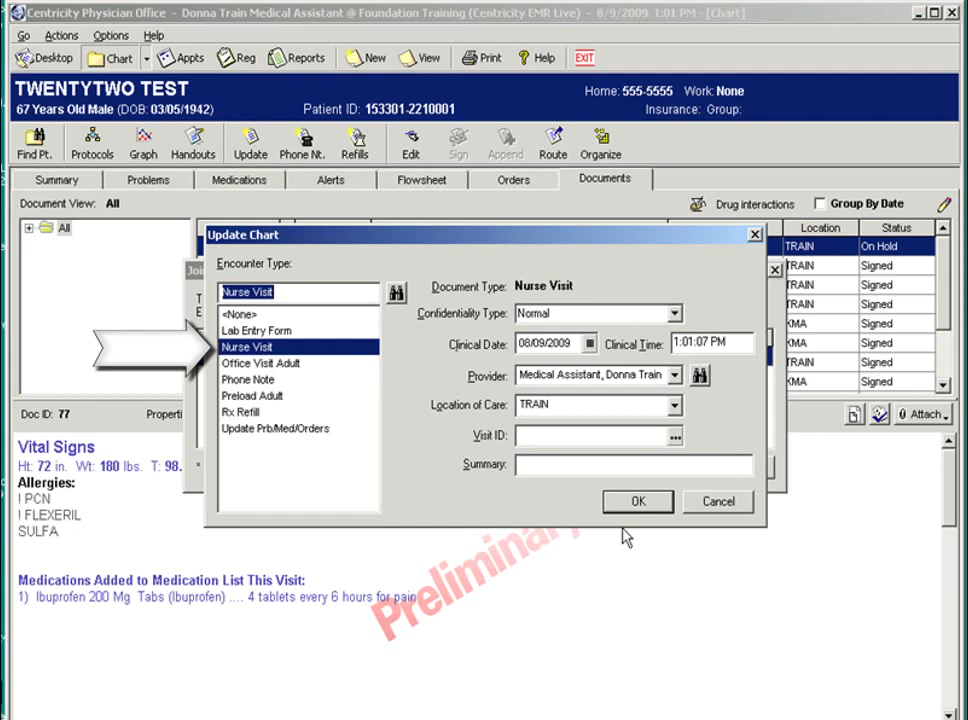 Centricity Physician Office - Donna Train Medical Assistant @ Foundation Training (Centricity EMR Live) - 8/9/2009 1:01 PM - [Chart]
Go Actions Options Help
Desktop Chart Appts Reg Reports New View Print Help EXIT
TWENTYTWO TEST
Home: 555-5555 Work: None
67 Years Old Male (DOB: 03/05/1942) Patient ID: 153301-2210001 Insurance: Group:
Find Pt. Protocols Graph Handouts Update Phone Nt. Refills Edit Sign Append Route Organize
Summary Problems Medications Alerts Flowsheet Orders Documents
Document View: All Drug interactions Group By Date
All
Location Status
TRAIN On Hold
TRAIN Signed
TRAIN Signed
TRAIN Signed
KMA Signed
KMA Signed
TRAIN Signed
KMA Signed
Joi
T
E
Update Chart
Encounter Type:
Nurse Visit
<None>
Lab Entry Form
Nurse Visit
Office Visit Adult
Phone Note
Preload Adult
Rx Refill
Update Prb/Med/Orders
Document Type: Nurse Visit
Confidentiality Type: Normal
Clinical Date: 08/09/2009 Clinical Time: 1:01:07 PM
Provider: Medical Assistant, Donna Train
Location of Care: TRAIN
Visit ID: ...
Summary:
OK Cancel
Doc ID: 77 Properti Attach
Vital Signs
Ht: 72 in. Wt: 180 lbs. T: 98.
Allergies:
! PCN
! FLEXERIL
SULFA
Medications Added to Medication List This Visit:
1) Ibuprofen 200 Mg Tabs (Ibuprofen) .... 4 tablets every 6 hours for pain
Preliminary